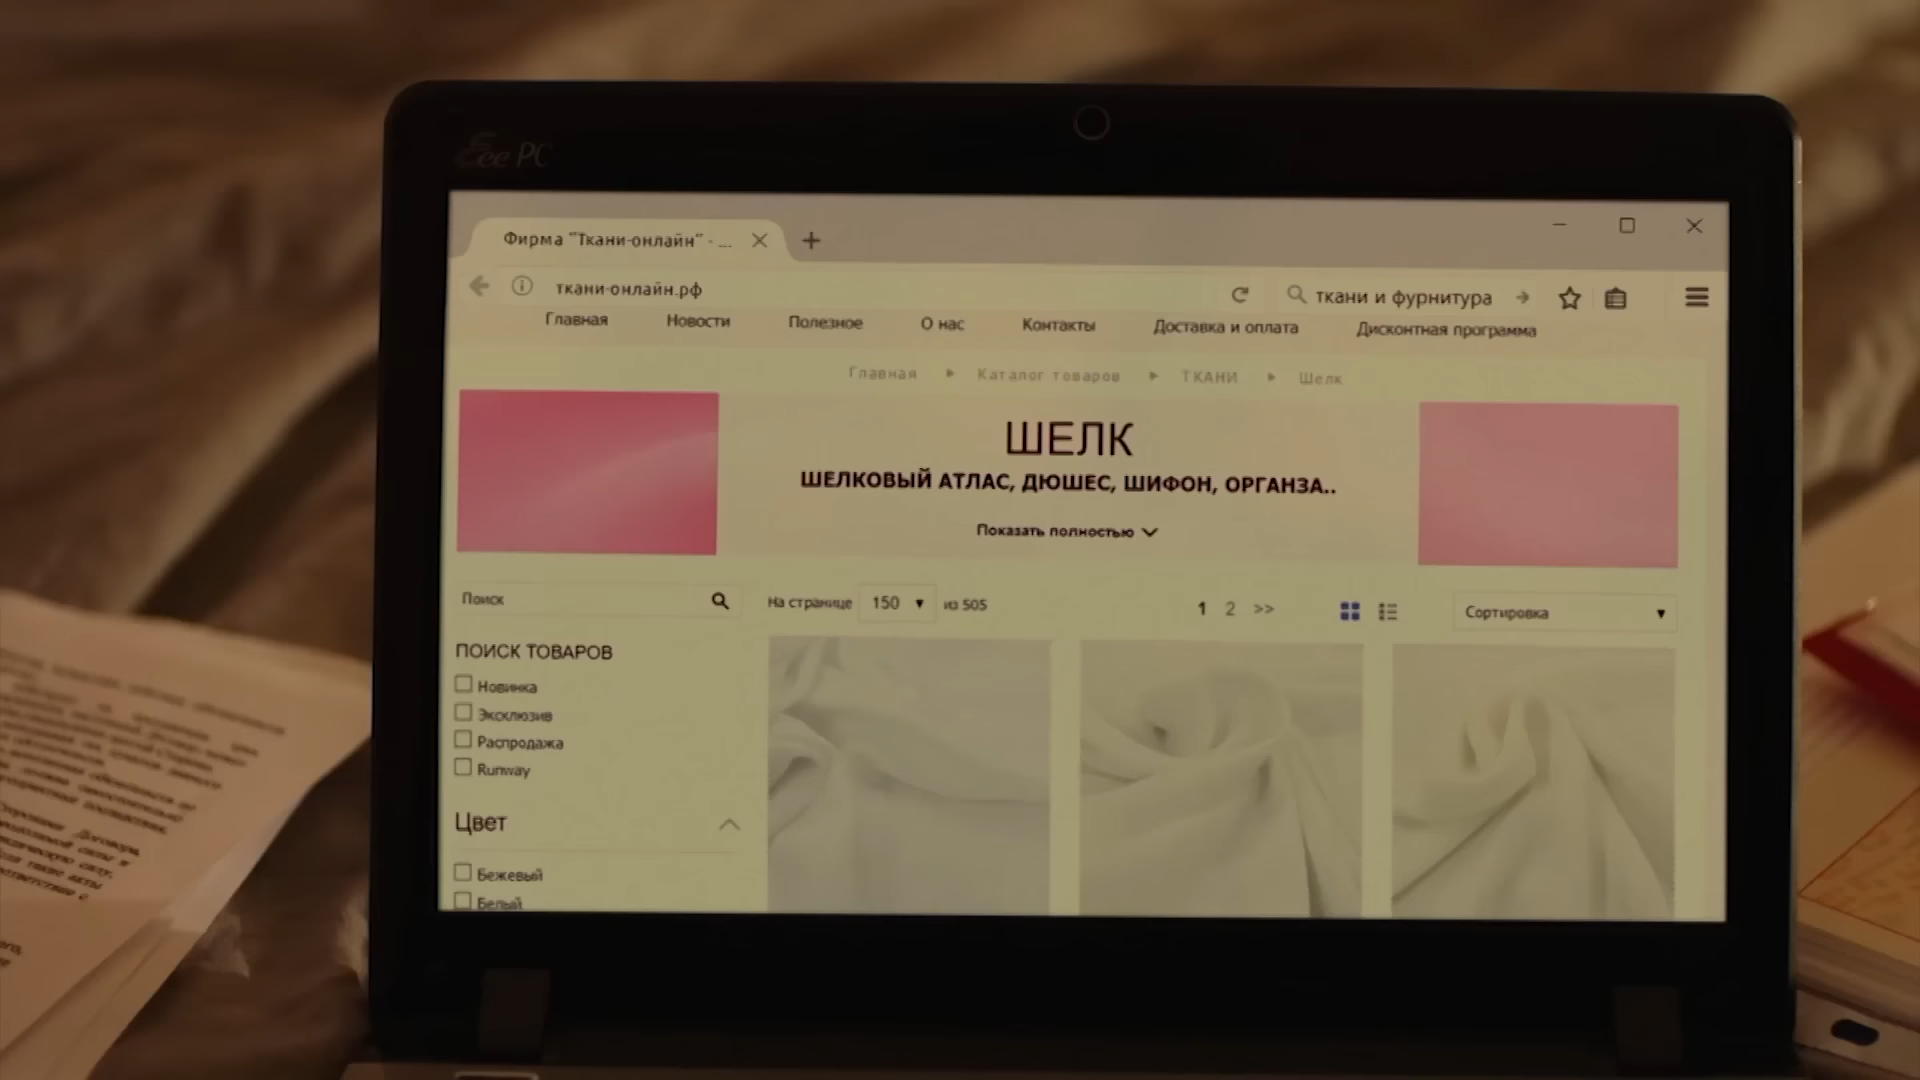 Eee PC
Фирма "Ткани-онлайн" - ...
ткани-онлайн.рф
ткани и фурнитура
Главная Новости Полезное О нас Контакты Доставка и оплата Дисконтная программа
Главная Каталог товаров ТКАНИ Шелк
ШЕЛК
ШЕЛКОВЫЙ АТЛАС, ДЮШЕС, ШИФОН, ОРГАНЗА..
Показать полностью
Поиск
На странице 150 из 505
1 2 >>
Сортировка
ПОИСК ТОВАРОВ
Новинка
Эксклюзив
Распродажа
Runway
Цвет
Бежевый
Белый